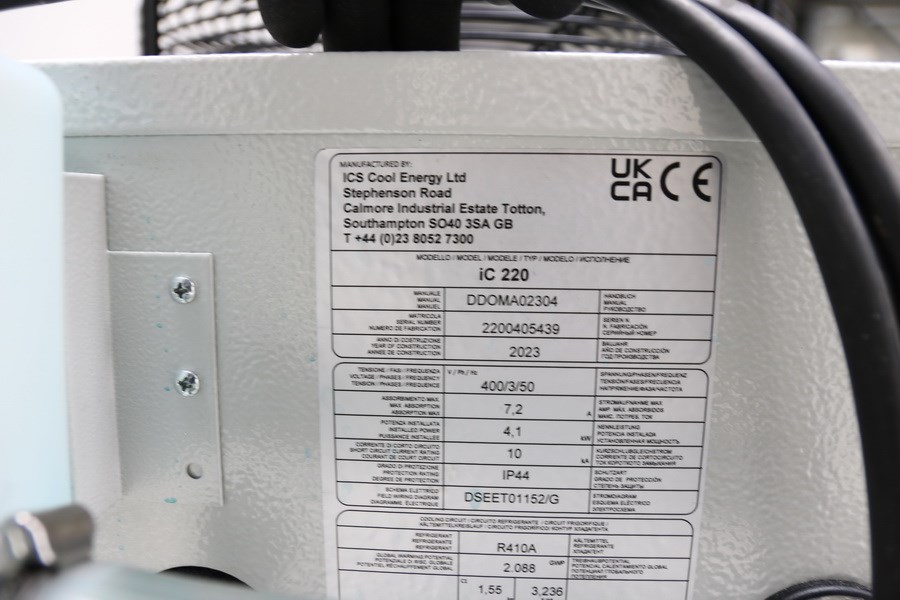 MANUFACTURED BY:
ICS Cool Energy Ltd
Stephenson Road
Calmore Industrial Estate Totton,
Southampton SO40 3SA GB
T +44 (0)23 8052 7300
UK
CA CE
MODELLO / MODEL / MODELE / TYP / MODELO / ИСПОЛНЕНИЕ
iC 220
MANUALE
MANUAL
MANUEL
DDOMA02304
HANDBUCH
MANUAL
РУКОВОДСТВО
MATRICOLA
SERIAL NUMBER
NUMERO DE FABRICATION
2200405439
SERIEN N.
N. FABRICACIÓN
СЕРИЙНЫЙ НОМЕР
ANNO DI COSTRUZIONE
YEAR OF CONSTRUCTION
ANNEE DE CONSTRUCTION
2023
BAUJAHR
AÑO DE CONSTRUCCIÓN
ГОД ПРОИЗВОДСТВА
TENSIONE / FASI / FREQUENZA
VOLTAGE / PHASES / FREQUENCY
TENSION / PHASES / FREQUENCY
V / Ph / Hz
400/3/50
SPANNUNG/PHASEN/FREQUENZ
TENSIÓN/FASES/FRECUENCIA
НАПРЯЖЕНИЕ/ФАЗА/ЧАСТОТА
ASSORBIMENTO MAX.
MAX. ABSORPTION
ABSORPTION MAX.
7,2
A
STROMAUFNAHME MAX
AMP. MÁX. ABSORBIDOS
МАКС. ПОТРЕБ. ТОК
POTENZA INSTALLATA
INSTALLED POWER
PUISSANCE INSTALLEE
4,1
kW
NENNLEISTUNG
POTENCIA INSTALADA
УСТАНОВЛЕННАЯ МОЩНОСТЬ
CORRENTE DI CORTO CIRCUITO
SHORT CIRCUIT CURRENT RATING
COURANT DE COURT CIRCUIT
10
kA
KURZSCHLUßGLEICHSTROM
CORRIENTE DE CORTOCIRCUITO
ТОК КОРОТКОГО ЗАМЫКАНИЯ
GRADO DI PROTEZIONE
PROTECTION RATING
DEGREE DE PROTECTION
IP44
SCHUTZART
GRADO DE PROTECCIÓN
СТЕПЕНЬ ЗАЩИТЫ
SCHEMA ELETTRICO
FIELD WIRING DIAGRAM
DIAGRAMME ÉLECTRIQUE
DSEET01152/G
STROMDIAGRAM
ESQUEMA ELÉCTRICO
ЭЛЕКТРОСХЕМА
COOLING CIRCUIT / CIRCUITO REFRIGERANTE / CIRCUIT FRIGORIFIQUE /
KÄLTEMITTELKREISLAUF / CIRCUITO FRIGORIFICO/ КОНТУР ХЛАДАГЕНТА
REFRIGERANT
REFRIGERANTE
REFRIGERANT
R410A
KÄLTEMITTEL
REFRIGERANTE
ХЛАДАГЕНТ
GLOBAL WARMING POTENTIAL
POTENZIALE DI RISC. GLOBALE
POTENTIEL RÉCHAUFFEMENT GLOBAL
2.088
GWP
TREIBHAUSPOTENTIAL
POTENCIAL CALENTAMIENTO GLOBAL
ПОТЕНЦИАЛ ГЛОБАЛЬНОГО
ПОТЕПЛЕНИЯ
C1
1,55
3,236